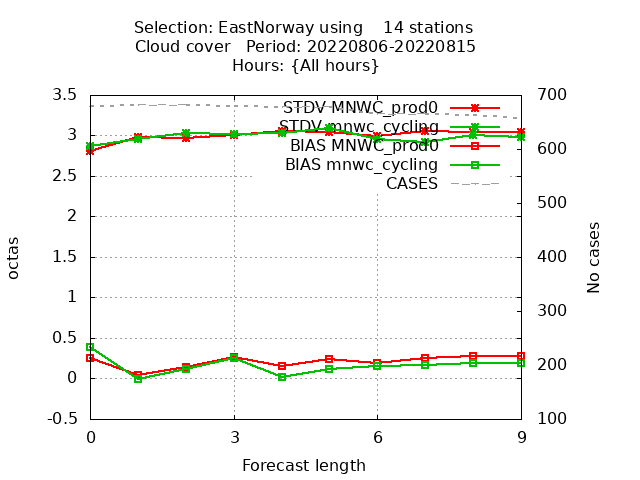 Selection: EastNorway using    14 stations
Cloud cover   Period: 20220806-20220815
Hours: {All hours}
3.5
3
2.5
2
1.5
1
0.5
0
-0.5
octas
STDV MNWC_prod0
STDV mnwc_cycling
BIAS MNWC_prod0
BIAS mnwc_cycling
CASES
700
600
500
400
300
200
100
No cases
0
3
6
9
Forecast length